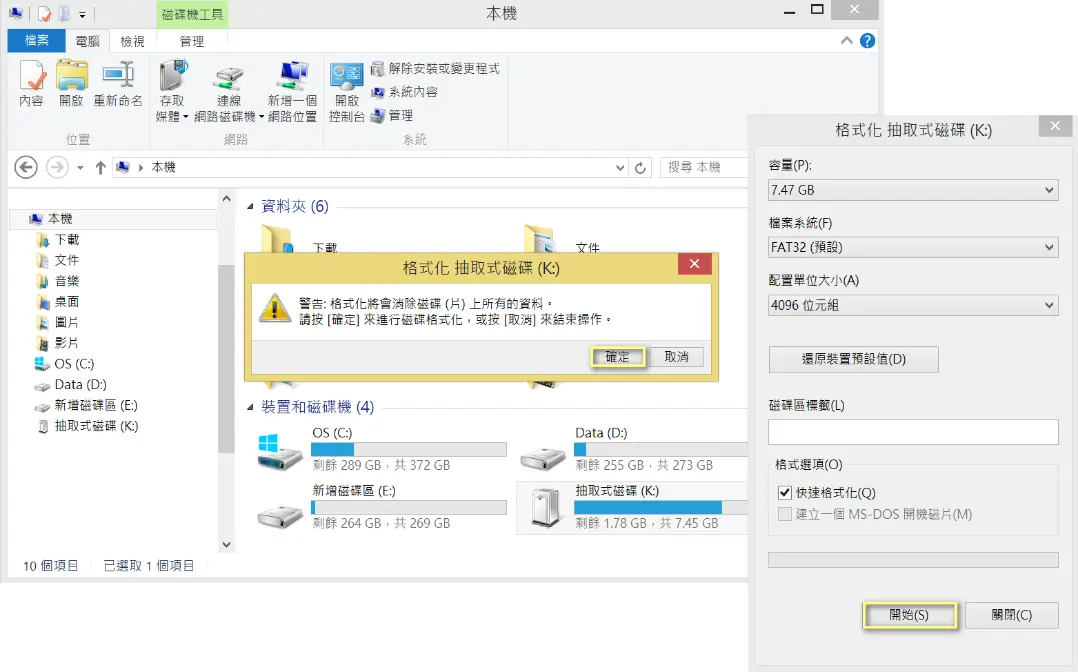 磁碟機工具
本機
檔案
電腦
檢視
管理
內容
開啟
重新命名
存取
媒體
連線
網路磁碟機
新增一個
網路位置
開啟
控制台
解除安裝或變更程式
系統內容
管理
位置
網路
系統
本機
搜尋 本機
本機
下載
文件
音樂
桌面
圖片
影片
OS (C:)
Data (D:)
新增磁碟區 (E:)
抽取式磁碟 (K:)
資料夾 (6)
下載
文件
格式化 抽取式磁碟 (K:)
警告: 格式化將會消除磁碟 (片) 上所有的資料。
請按 [確定] 來進行磁碟格式化，或按 [取消] 來結束操作。
確定
取消
裝置和磁碟機 (4)
OS (C:)
剩餘 289 GB，共 372 GB
Data (D:)
剩餘 255 GB，共 273 GB
新增磁碟區 (E:)
剩餘 264 GB，共 269 GB
抽取式磁碟 (K:)
剩餘 1.78 GB，共 7.45 GB
10 個項目
已選取 1 個項目
格式化 抽取式磁碟 (K:)
容量(P):
7.47 GB
檔案系統(F)
FAT32 (預設)
配置單位大小(A)
4096 位元組
還原裝置預設值(D)
磁碟區標籤(L)
格式選項(O)
快速格式化(Q)
建立一個 MS-DOS 開機磁片(M)
開始(S)
關閉(C)